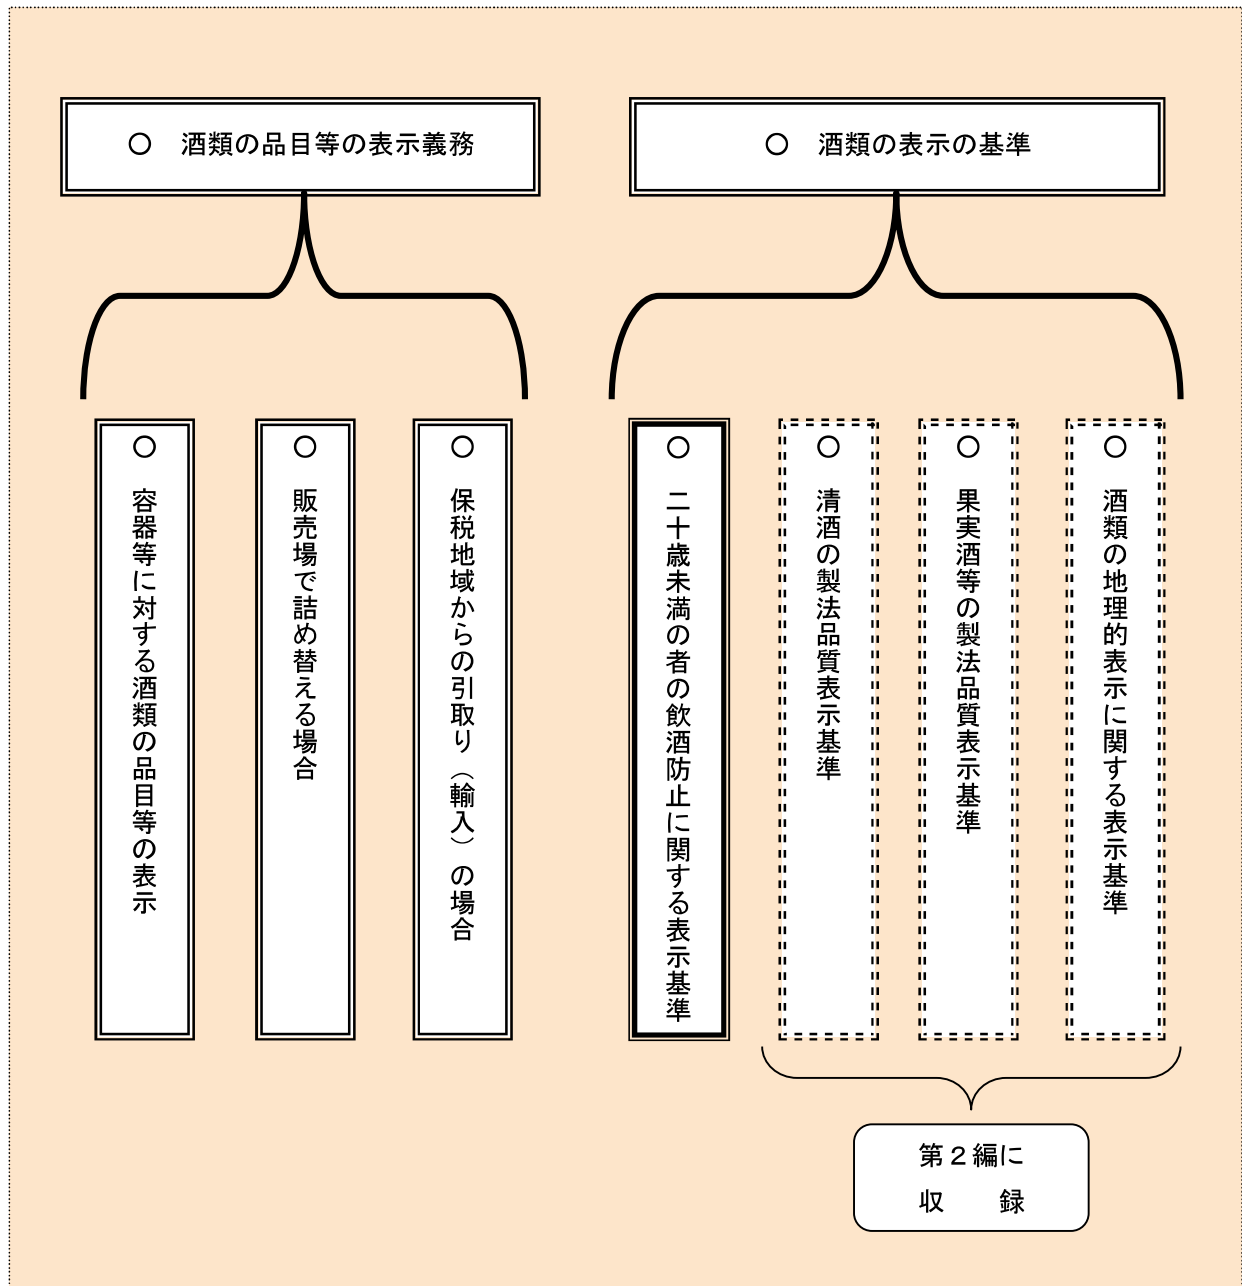 ○ 酒類の品目等の表示義務
○ 酒類の表示の基準
○ 容器等に対する酒類の品目等の表示
○ 販売場で詰め替える場合
○ 保税地域からの引取り（輸入）の場合
○ 二十歳未満の者の飲酒防止に関する表示基準
○ 清酒の製法品質表示基準
○ 果実酒等の製法品質表示基準
○ 酒類の地理的表示に関する表示基準
第２編に
収　　録